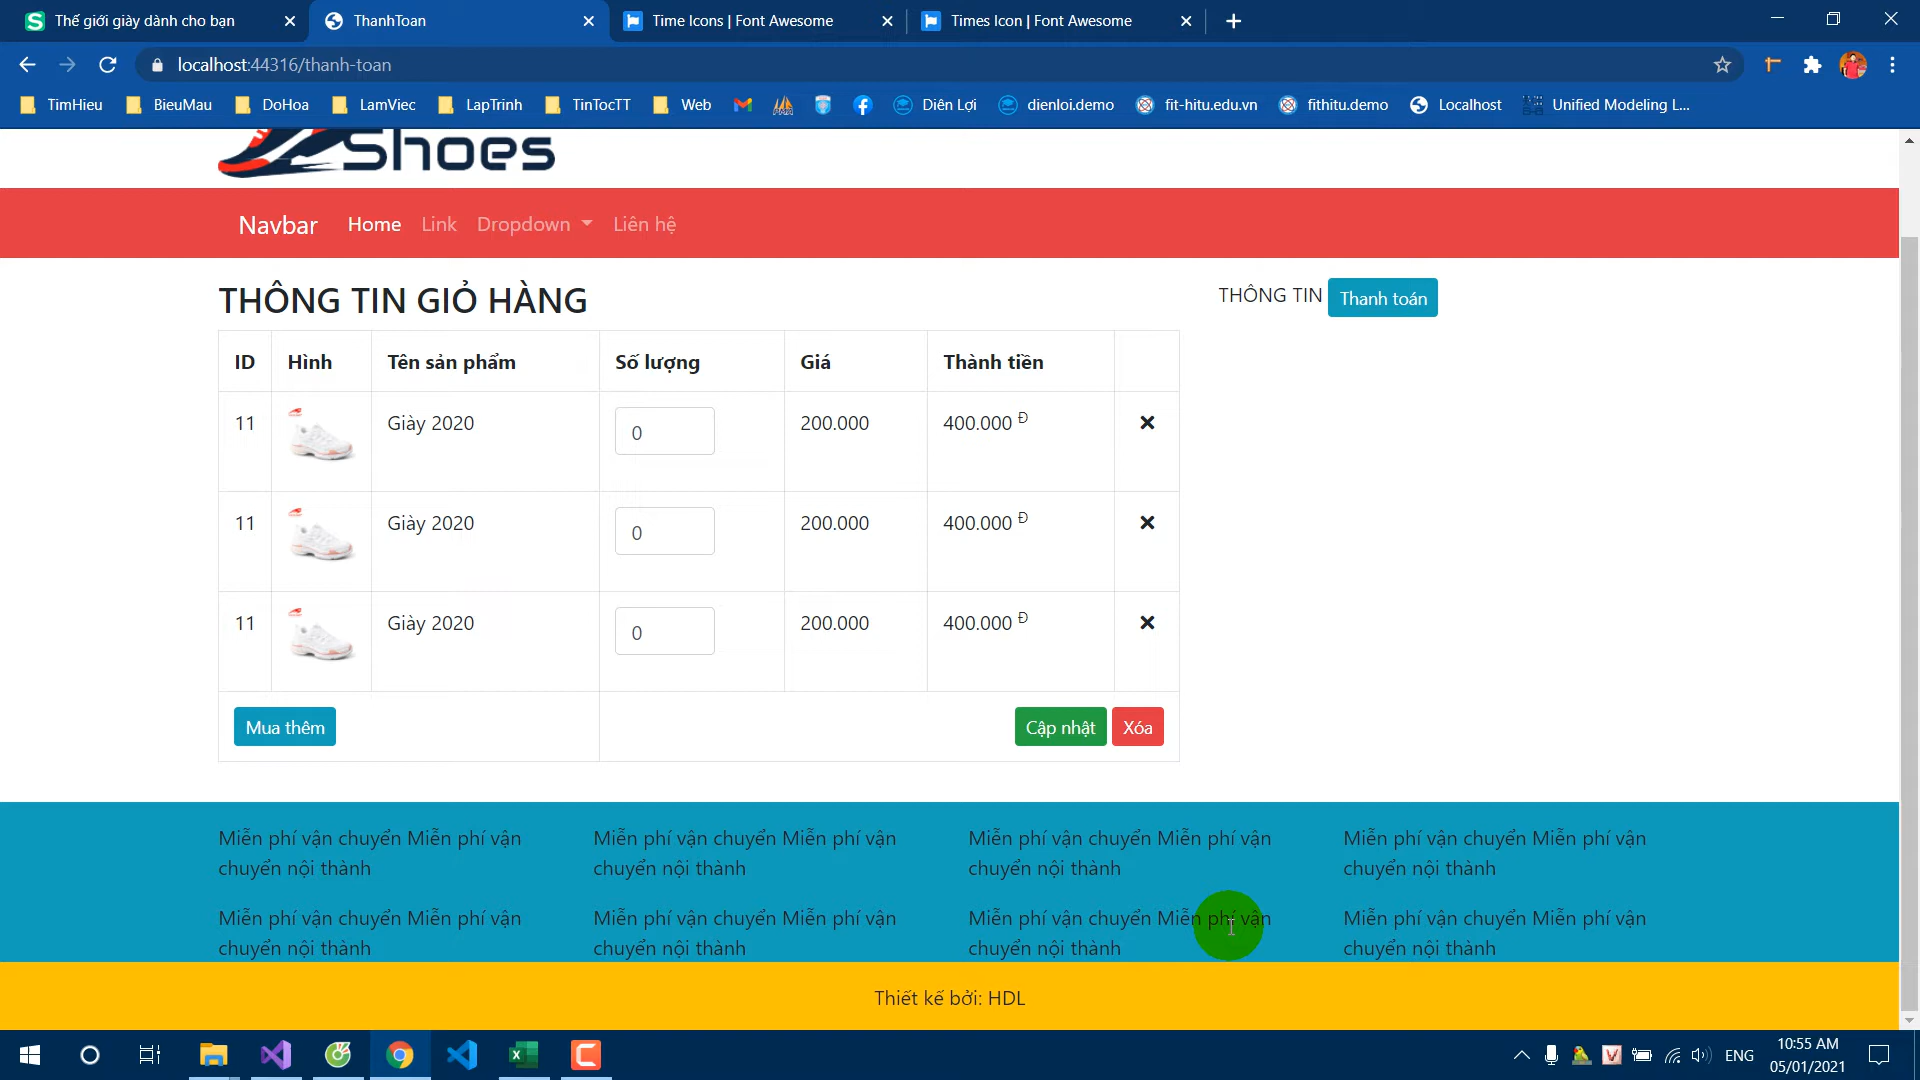 Thế giới giày dành cho bạn
ThanhToan
Time Icons | Font Awesome
Times Icon | Font Awesome
localhost:44316/thanh-toan
TimHieu
BieuMau
DoHoa
LamViec
LapTrinh
TinTocTT
Web
Diên Lợi
dienloi.demo
fit-hitu.edu.vn
fithitu.demo
Localhost
Unified Modeling L...
Shoes
Navbar Home Link Dropdown Liên hệ
THÔNG TIN GIỎ HÀNG
THÔNG TIN Thanh toán
ID Hình Tên sản phẩm Số lượng Giá Thành tiền
11 Giày 2020 0 200.000 400.000 Đ
11 Giày 2020 0 200.000 400.000 Đ
11 Giày 2020 0 200.000 400.000 Đ
Mua thêm Cập nhật Xóa
Miễn phí vận chuyển Miễn phí vận
chuyển nội thành
Miễn phí vận chuyển Miễn phí vận
chuyển nội thành
Miễn phí vận chuyển Miễn phí vận
chuyển nội thành
Miễn phí vận chuyển Miễn phí vận
chuyển nội thành
Miễn phí vận chuyển Miễn phí vận
chuyển nội thành
Miễn phí vận chuyển Miễn phí vận
chuyển nội thành
Miễn phí vận chuyển Miễn phí vận
chuyển nội thành
Miễn phí vận chuyển Miễn phí vận
chuyển nội thành
Thiết kế bởi: HDL
ENG
10:55 AM
05/01/2021